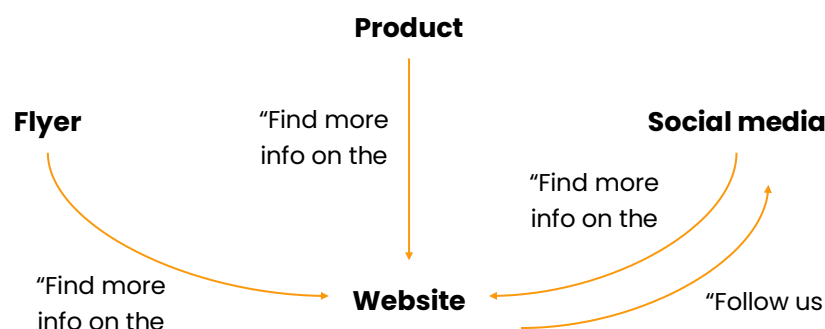 Product
Flyer
“Find more
info on the
Social media
“Find more
info on the
“Find more
info on the
Website
“Follow us